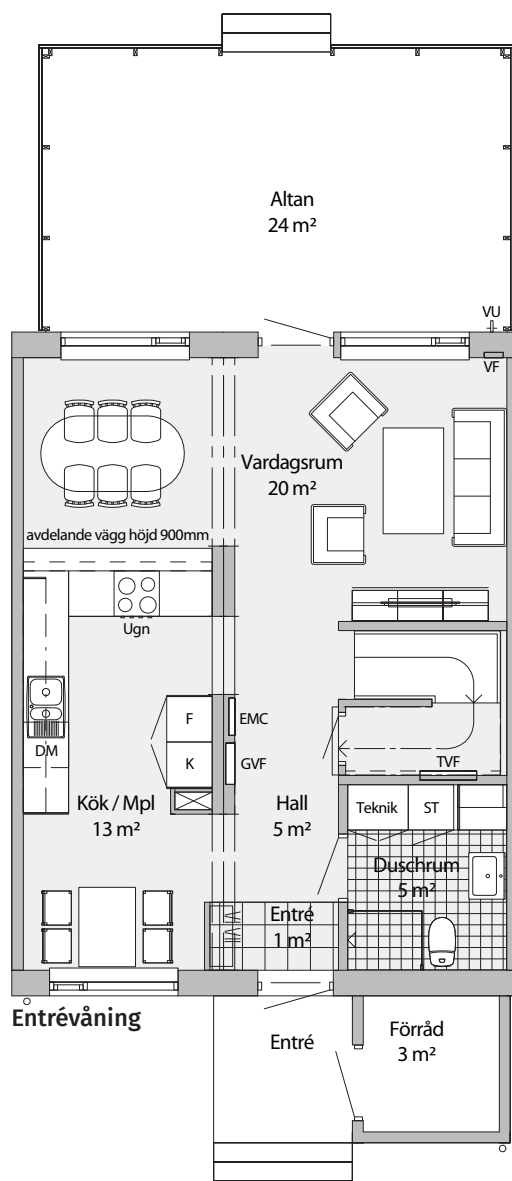 Altan
24 m²
VU
VF
Vardagsrum
20 m²
avdelande vägg höjd 900mm
Ugn
F
EMC
K
GVF
DM
TVF
Kök / Mpl
13 m²
Hall
5 m²
Teknik
ST
Duschrum
5 m²
Entré
1 m²
Entrévåning
Entré
Förråd
3 m²